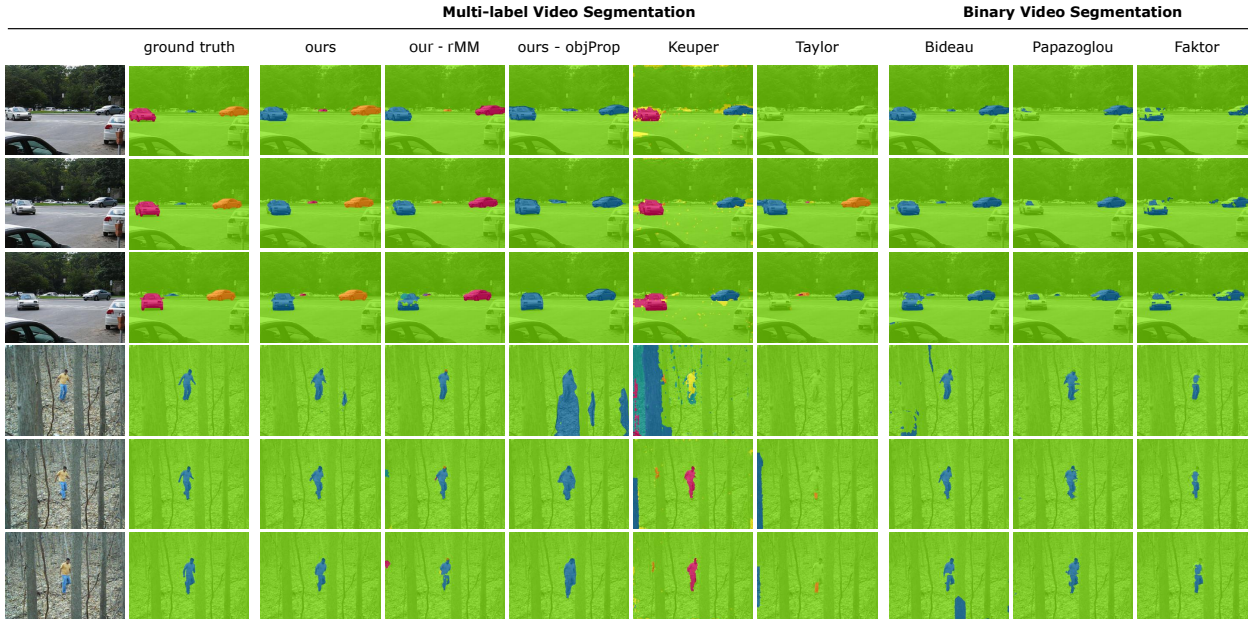 Multi-label Video Segmentation
Binary Video Segmentation
ground truth
ours
our - rMM
ours - objProp
Keuper
Taylor
Bideau
Papazoglou
Faktor